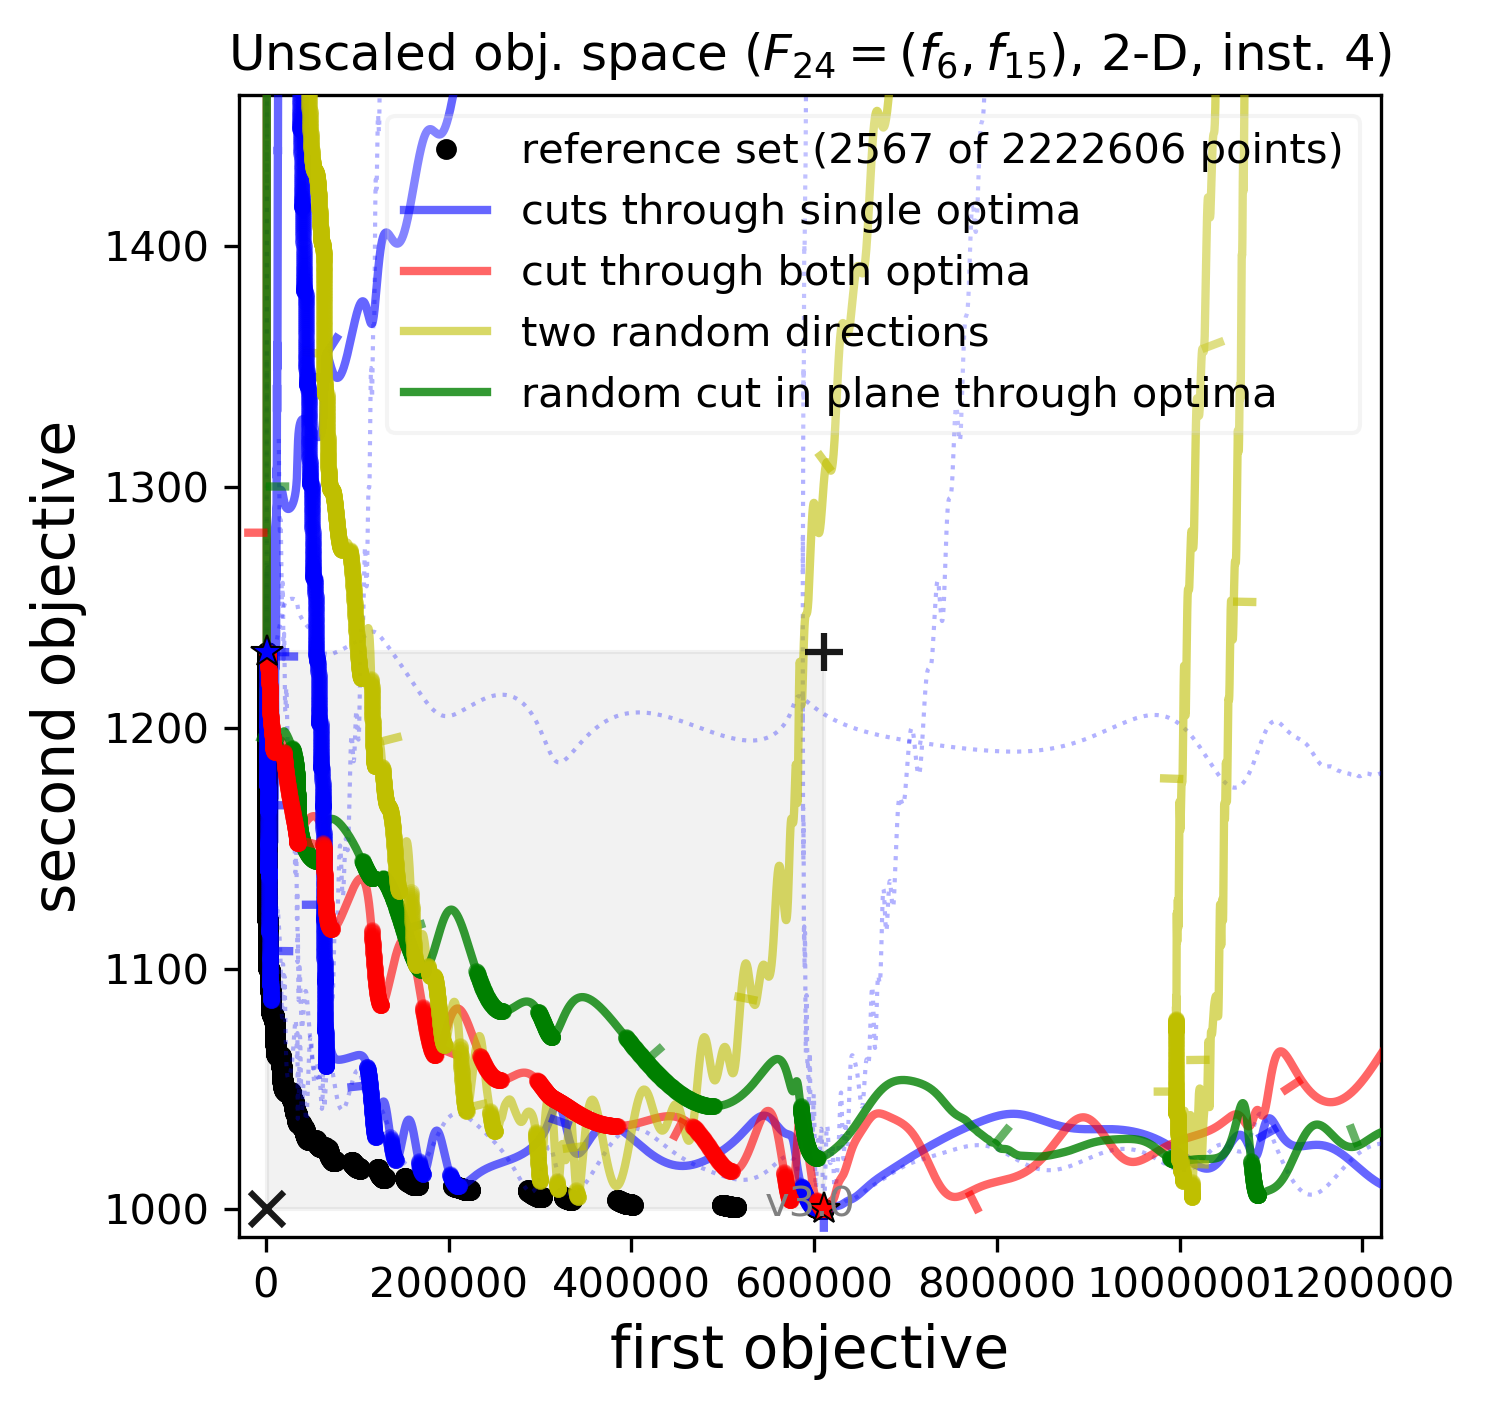 Unscaled obj. space (F₂₄ = (f₆, f₁₅), 2-D, inst. 4)
reference set (2567 of 2222606 points)
cuts through single optima
cut through both optima
two random directions
random cut in plane through optima
second objective
1400
1300
1200
1100
1000
v3.0
0
200000
400000
600000
800000
1000000
1200000
first objective